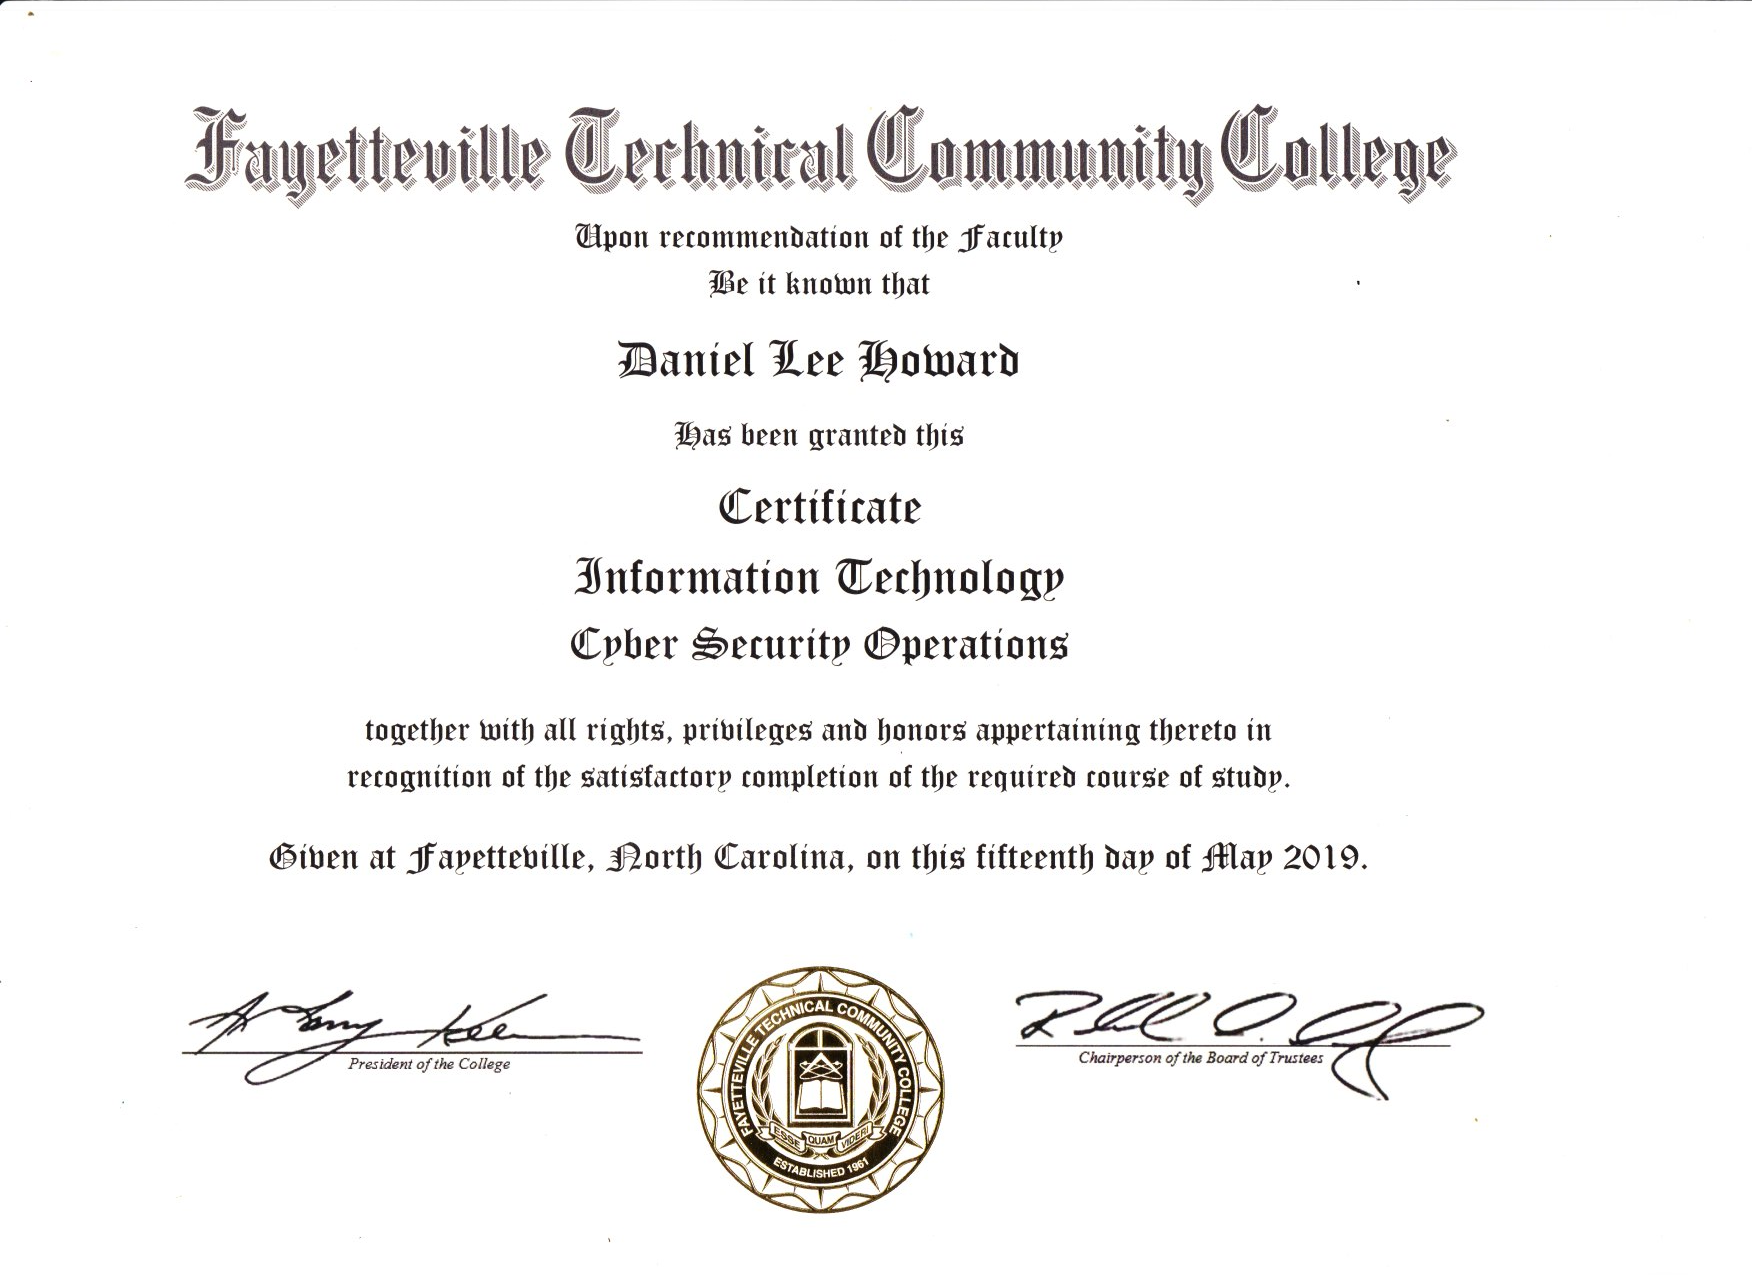 Fayetteville Technical Community College
Upon recommendation of the Faculty
Be it known that
Daniel Lee Howard
Has been granted this
Certificate
Information Technology
Cyber Security Operations
together with all rights, privileges and honors appertaining thereto in
recognition of the satisfactory completion of the required course of study.
Given at Fayetteville, North Carolina, on this fifteenth day of May 2019.
President of the College
FAYETTEVILLE TECHNICAL COMMUNITY COLLEGE
ESSE QUAM VIDERI
ESTABLISHED 1961
Chairperson of the Board of Trustees